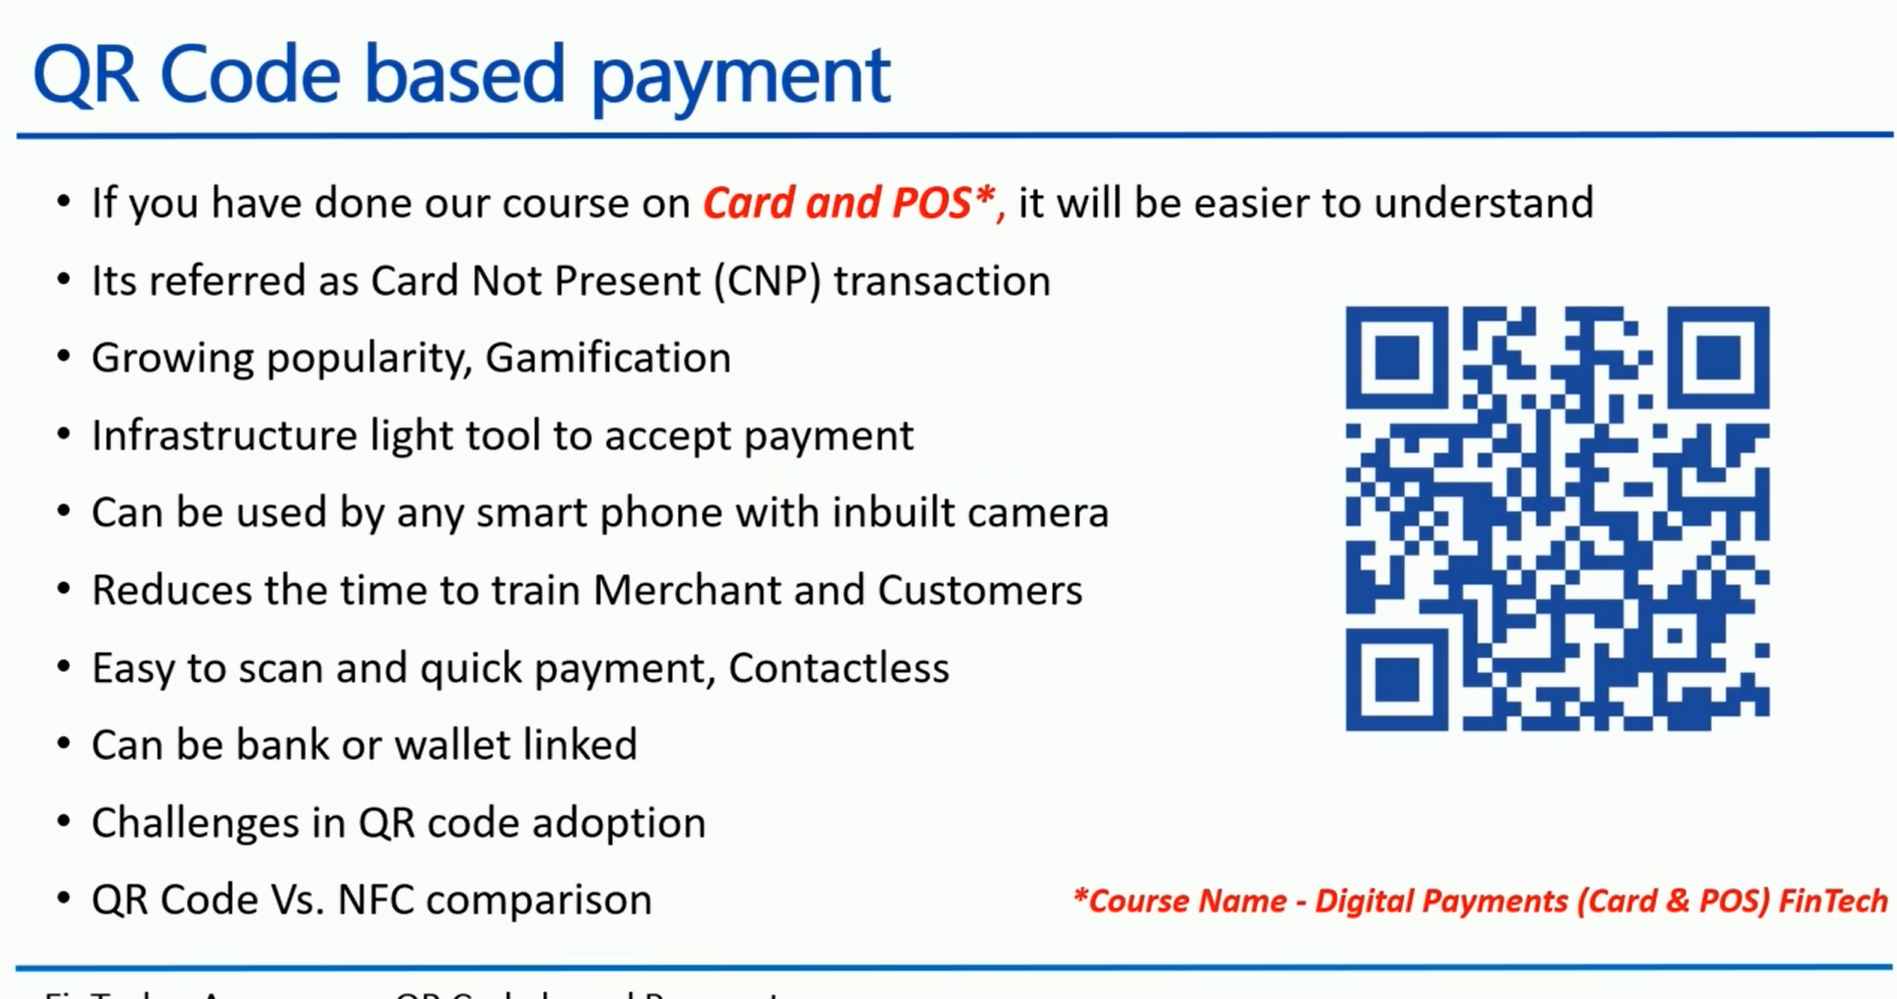 QR Code based payment
• If you have done our course on Card and POS*, it will be easier to understand
• Its referred as Card Not Present (CNP) transaction
• Growing popularity, Gamification
• Infrastructure light tool to accept payment
• Can be used by any smart phone with inbuilt camera
• Reduces the time to train Merchant and Customers
• Easy to scan and quick payment, Contactless
• Can be bank or wallet linked
• Challenges in QR code adoption
• QR Code Vs. NFC comparison
*Course Name - Digital Payments (Card & POS) FinTech